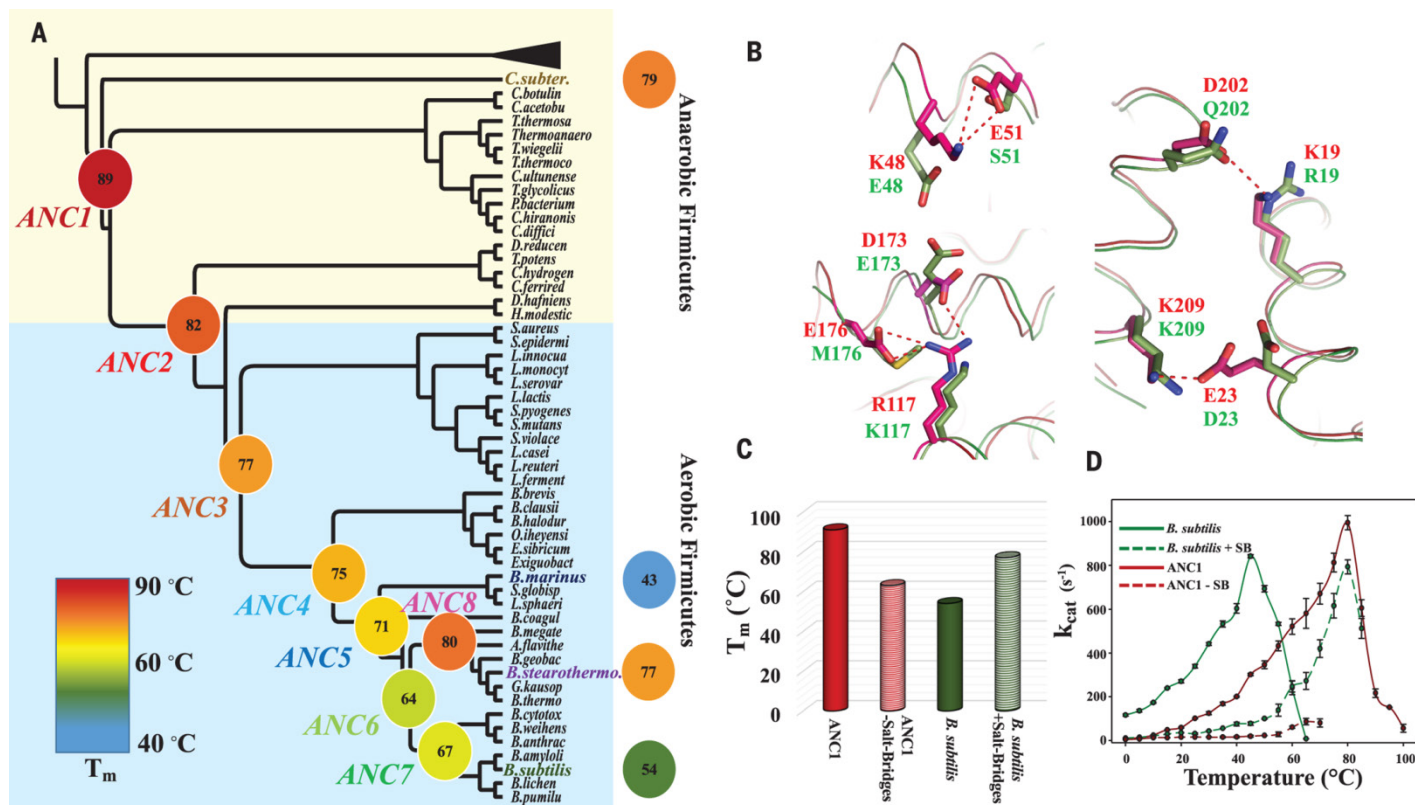 A
C.subter.
C.botulin
C.acetobu
T.thermosa
Thermoanaero
T.wiegelii
T.thermoco
C.ultunense
T.glycolicus
P.bacterium
C.hiranonis
C.diffici
D.reducen
T.potens
C.hydrogen
C.ferrired
D.hafniens
H.modestic
S.aureus
S.epidermi
L.innocua
L.monocyt
L.serovar
L.lactis
S.pyogenes
S.mutans
S.violace
L.casei
L.reuteri
L.ferment
B.brevis
B.clausii
B.halodur
O.iheyensi
E.sibricum
Exiguobact
B.marinus
S.globisp
L.sphaeri
B.coagul
B.megate
A.flavithe
B.geobac
B.stearothermo.
G.kausop
B.thermo
B.cytotox
B.weihens
B.anthrac
B.amyloli
B.subtilis
B.lichen
B.pumilu
89
ANC1
82
ANC2
77
ANC3
75
ANC4
71
ANC5
ANC8
80
64
ANC6
67
ANC7
90 °C
60 °C
40 °C
Tm
79
43
77
54
Anaerobic Firmicutes
Aerobic Firmicutes
B
E51
S51
K48
E48
D173
E173
E176
M176
R117
K117
D202
Q202
K19
R19
K209
K209
E23
D23
C
Tm (°C)
100
80
60
40
20
0
ANC1
ANC1
-Salt-Bridges
B. subtilis
B. subtilis
+Salt-Bridges
D
kcat (s-1)
1000
800
600
400
200
0
B. subtilis
B. subtilis + SB
ANC1
ANC1 - SB
0
20
40
60
80
100
Temperature (°C)